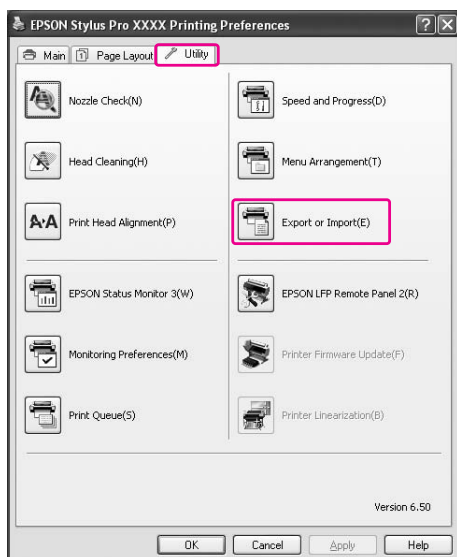 EPSON Stylus Pro XXXX Printing Preferences
Main Page Layout Utility
Nozzle Check(N)
Speed and Progress(D)
Head Cleaning(H)
Menu Arrangement(T)
Print Head Alignment(P)
Export or Import(E)
EPSON Status Monitor 3(W)
EPSON LFP Remote Panel 2(R)
Monitoring Preferences(M)
Printer Firmware Update(F)
Print Queue(S)
Printer Linearization(B)
Version 6.50
OK Cancel Apply Help